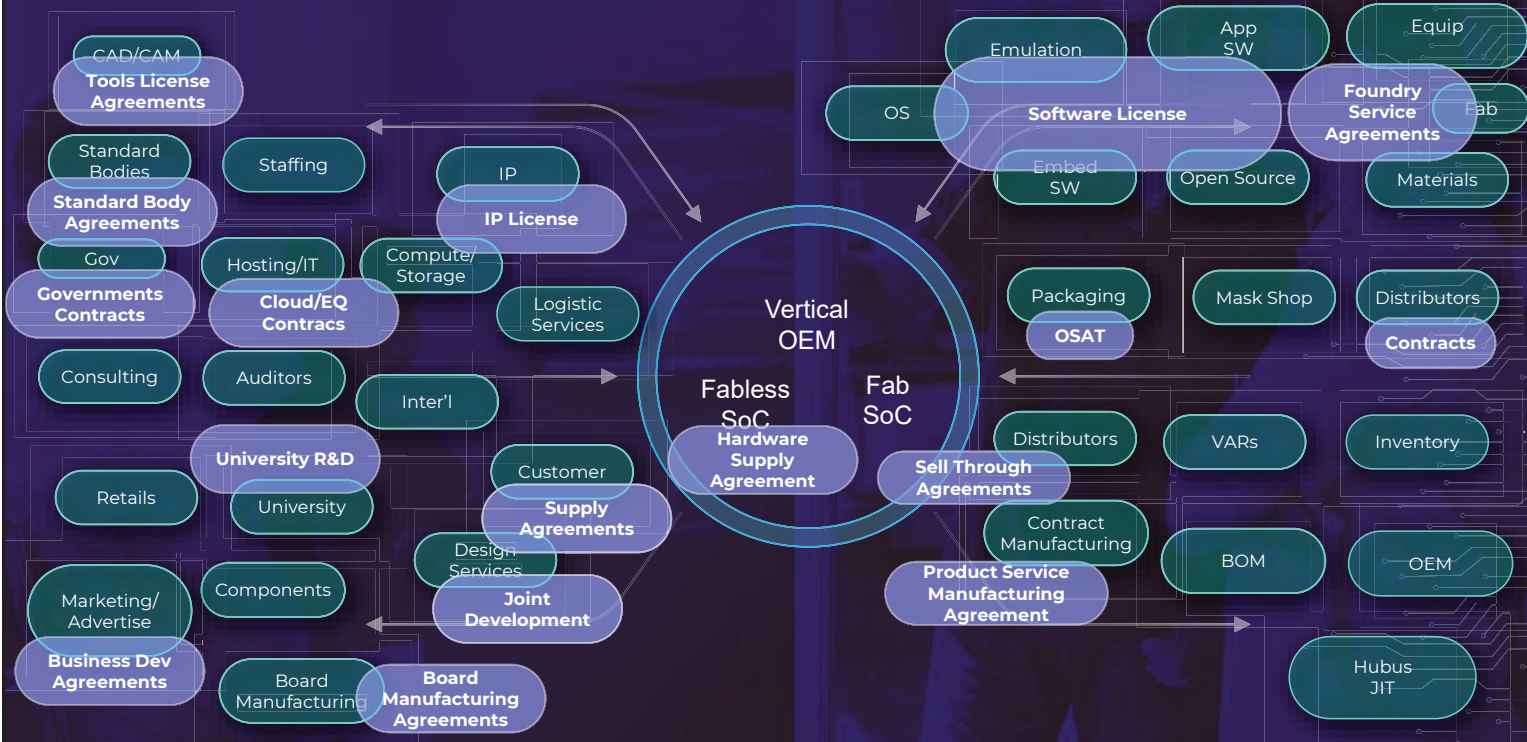 CAD/CAM
Tools License
Agreements
Standard
Bodies
Standard Body
Agreements
Staffing
IP
IP License
Gov
Governments
Contracts
Hosting/IT
Cloud/EQ
Contracs
Compute/
Storage
Logistic
Services
Consulting
Auditors
Inter'l
University R&D
University
Retails
Customer
Supply
Agreements
Design
Services
Joint
Development
Marketing/
Advertise
Business Dev
Agreements
Components
Board
Manufacturing
Board
Manufacturing
Agreements
Vertical
OEM
Fabless
SoC
Fab
SoC
Hardware
Supply
Agreement
Sell Through
Agreements
Emulation
App
SW
Equip
OS
Software License
Foundry
Service
Agreements
Fab
Embed
SW
Open Source
Materials
Packaging
OSAT
Mask Shop
Distributors
Contracts
Distributors
VARs
Inventory
Contract
Manufacturing
Product Service
Manufacturing
Agreement
BOM
OEM
Hubus
JIT